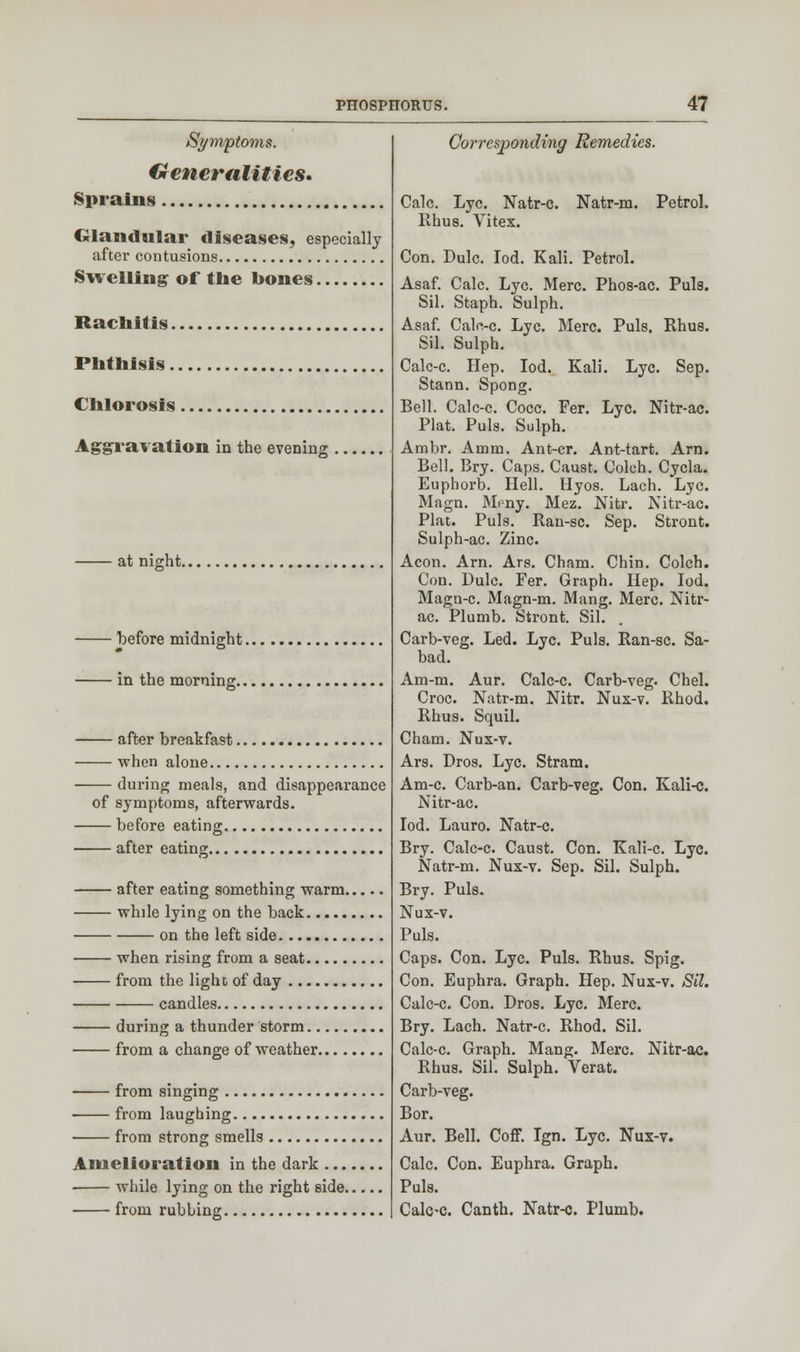 PHOSPHORUS. 47
Symptoms.
Generalities.
Sprains ........................
Glandular diseases, especially
after contusions......................
Swelling of the bones.........
Rachitis........................
Phthisis........................
Chlorosis......................
Aggravation in the evening ......
—— at night.........................
—— before midnight..................
—— in the morning..................
—— after breakfast..................
—— when alone.....................
—— during meals, and disappearance
of symptoms, afterwards.
—— before eating....................
—— after eating.....................
—— after eating something warm.....
—— while lying on the back..........
—— —— on the left side.............
—— when rising from a seat..........
—— from the light of day ...........
—— —— candles....................
—— during a thunder storm..........
—— from a change of weather........
—— from singing ....................
—— from laughing...................
—— from strong smells ..............
Amelioration in the dark ........
—— while lying on the right side.....
—— from rubbing....................
Corresponding Remedies.
Calc. Lyc. Natr-c. Natr-m. Petrol.
Rhus. Vitex.
Con. Dulc. Iod. Kali. Petrol.
Asaf. Calc. Lyc. Merc. Phos-ac. Puls.
Sil. Staph. Sulph.
Asaf. Calc-c. Lyc. Merc. Puls. Rhus.
Sil. Sulph.
Calc-c. Hep. Iod. Kali. Lyc. Sep.
Stann. Spong.
Bell. Calc-c. Cocc. Fer. Lyc. Nitr-ac.
Plat. Puls. Sulph.
Ambr. Amm. Ant-cr. Ant-tart. Arn.
Bell. Bry. Caps. Caust. Colch. Cycla.
Euphorb. Hell. Hyos. Lach. Lyc.
Magn. Meny. Mez. Nitr. Nitr-ac.
Plat. Puls. Ran-sc. Sep. Stront.
Sulph-ac. Zinc.
Acon. Arn. Ars. Cham. Chin. Colch.
Con. Dulc. Fer. Graph. Hep. Iod.
Magn-c. Magn-m. Mang. Merc. Nitr-
ac. Plumb. Stront. Sil.
Carb-veg. Led. Lyc. Puls. Ran-sc. Sa-
bad.
Am-m. Aur. Calc-c. Carb-veg. Chel.
Croc. Natr-m. Nitr. Nux-v. Rhod.
Rhus. Squil.
Cham. Nux-v.
Ars. Dros. Lyc. Stram.
Am-c. Carb-an. Carb-veg. Con. Kali-c.
Nitr-ac.
Iod. Lauro. Natr-c.
Bry. Calc-c. Caust. Con. Kali-c. Lyc.
Natr-m. Nux-v. Sep. Sil. Sulph.
Bry. Puls.
Nux-v.
Puls.
Caps. Con. Lyc. Puls. Rhus. Spig.
Con. Euphra. Graph. Hep. Nux-v. Sil.
Calc-c. Con. Dros. Lyc. Merc.
Bry. Lach. Natr-c. Rhod. Sil.
Calc-c. Graph. Mang. Merc. Nitr-ac.
Rhus. Sil. Sulph. Verat.
Carb-veg.
Bor.
Aur. Bell. Coff. Ign. Lyc. Nux-v.
Calc. Con. Euphra. Graph.
Puls.
Calc-c. Canth. Natr-c. Plumb.